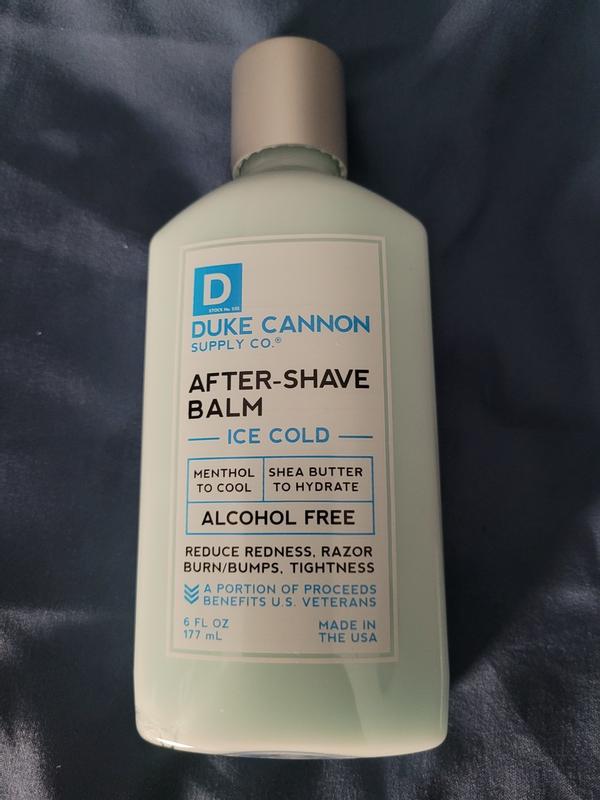 D
DUKE CANNON
SUPPLY CO.®
AFTER-SHAVE
BALM
ICE COLD
MENTHOL
TO COOL
SHEA BUTTER
TO HYDRATE
ALCOHOL FREE
REDUCE REDNESS, RAZOR
BURN/BUMPS, TIGHTNESS
A PORTION OF PROCEEDS
BENEFITS U.S. VETERANS
6 FL OZ
177 mL
MADE IN
THE USA